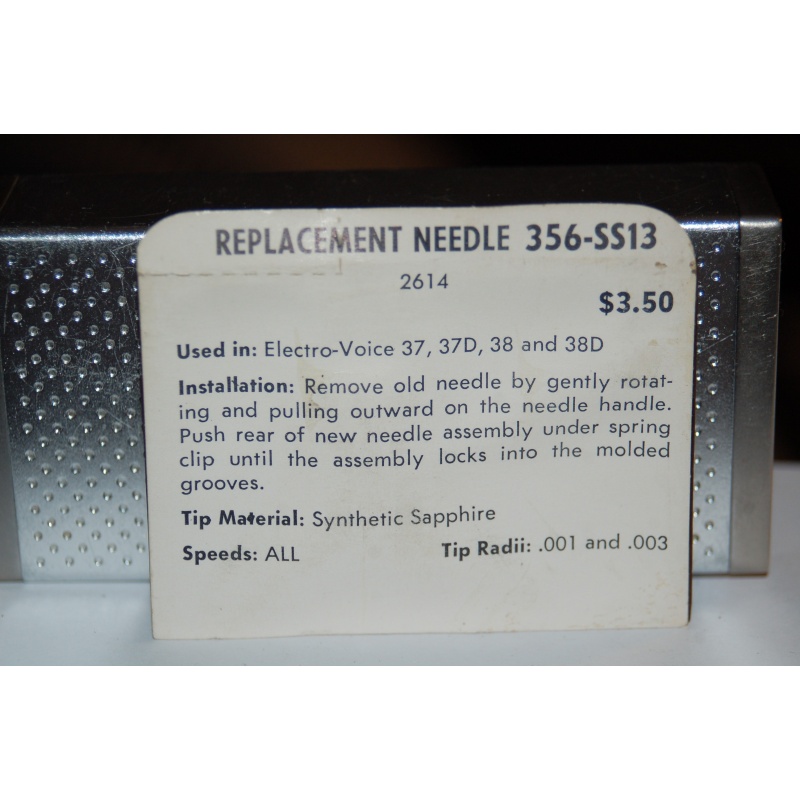 REPLACEMENT NEEDLE 356-SS13
2614
$3.50
Used in: Electro-Voice 37, 37D, 38 and 38D
Installation: Remove old needle by gently rotat-
ing and pulling outward on the needle handle.
Push rear of new needle assembly under spring
clip until the assembly locks into the molded
grooves.
Tip Material: Synthetic Sapphire
Speeds: ALL Tip Radii: .001 and .003